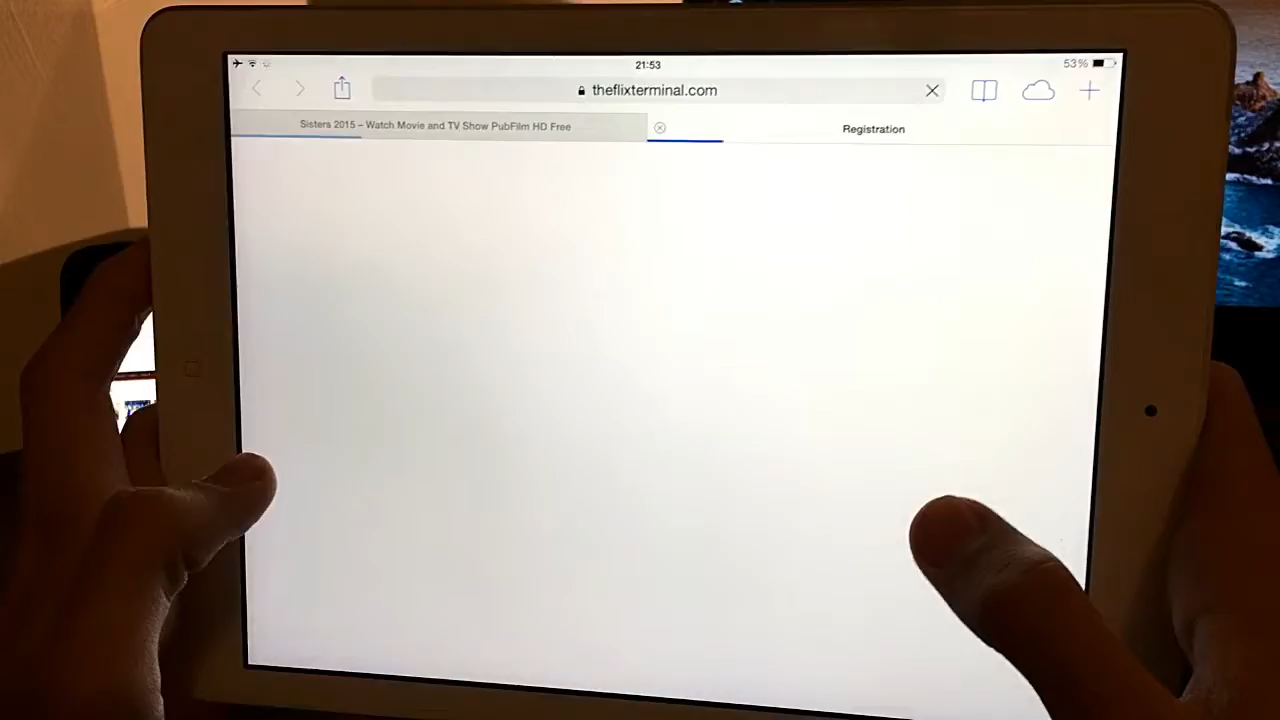 21:53
53%
theflixterminal.com
Sisters 2015 – Watch Movie and TV Show PubFilm HD Free
Registration